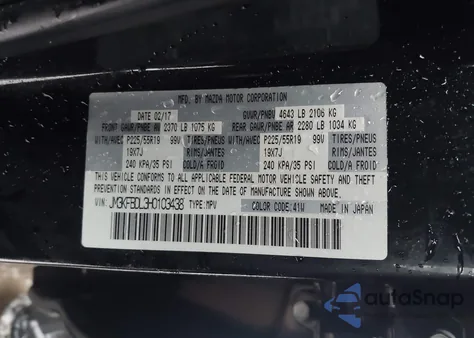 MFD. BY MAZDA MOTOR CORPORATION
DATE 02/17 GVWR/PNBV 4643 LB 2106 KG
FRONT GAWR/PNBE AV 2370 LB 1075 KG REAR GAWR/PNBE AR 2280 LB 1034 KG
WITH/AVEC P225/55R19 99V TIRES/PNEUS WITH/AVEC P225/55R19 99V TIRES/PNEUS
19X7J RIMS/JANTES 19X7J RIMS/JANTES
240 KPA/35 PSI COLD/A FROID 240 KPA/35 PSI COLD/A FROID
THIS VEHICLE CONFORMS TO ALL APPLICABLE FEDERAL MOTOR VEHICLE SAFETY, BUMPER, AND THEFT
PREVENTION STANDARDS IN EFFECT ON THE DATE OF MANUFACTURE SHOWN ABOVE.
VIN: JM3KFBDL3H0103438 TYPE:MPV COLOR CODE:41W MADE IN JAPAN
autoSnap